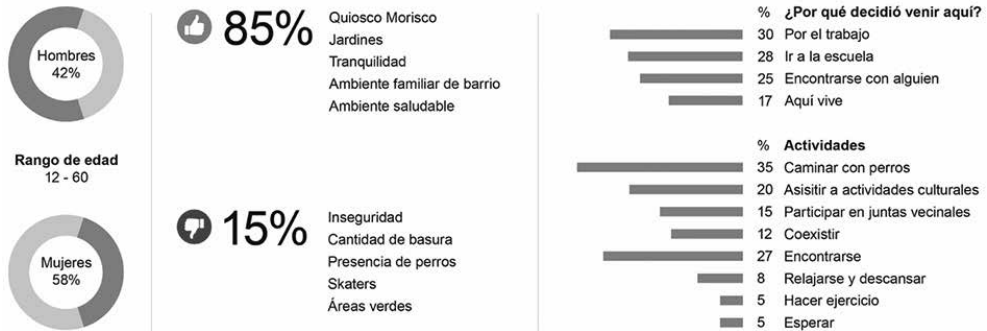 Hombres
42%
Rango de edad
12 - 60
Mujeres
58%
85%
Quiosco Morisco
Jardines
Tranquilidad
Ambiente familiar de barrio
Ambiente saludable
15%
Inseguridad
Cantidad de basura
Presencia de perros
Skaters
Áreas verdes
% ¿Por qué decidió venir aquí?
30 Por el trabajo
28 Ir a la escuela
25 Encontrarse con alguien
17 Aquí vive
% Actividades
35 Caminar con perros
20 Asisitir a actividades culturales
15 Participar en juntas vecinales
12 Coexistir
27 Encontrarse
8 Relajarse y descansar
5 Hacer ejercicio
5 Esperar